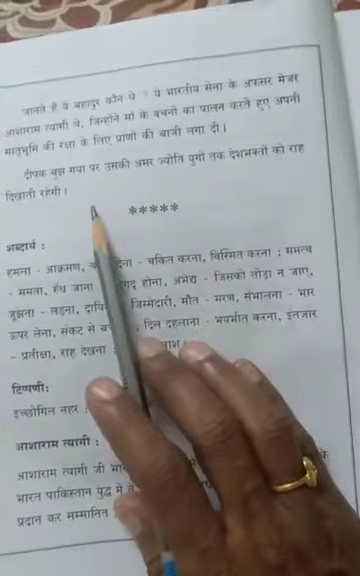 जानते हैं ये बहादुर कौन थे ? ये भारतीय सेना के अफसर मेजर
आशाराम त्यागी थे, जिन्होंने मां के बचनों का पालन करते हुए अपनी
मातृभूमि की रक्षा के लिए प्राणों की बाजी लगा दी।
दीपक बुझ गया पर उसकी अमर ज्योति युगों तक देशभक्तों को राह
दिखाती रहेगी।
*****
शब्दार्थ :
हमला - आक्रमण, देना - चकित करना, विस्मित करना ; ममत्व
- ममता, रुँध जाना होना, अभेद्य - जिसको तोड़ा न जाए,
जूझना - लड़ना, जिम्मेदारी, मौत - मरण, संभालना - भार
ऊपर लेना, संकट से दिल दहलाना - भयभीत करना, इंतज़ार
- प्रतीक्षा, राह देखना
टिप्पणी:
इच्छोगिल नहर :
आशाराम त्यागी :
आशाराम त्यागी जी के
भारत पाकिस्तान युद्ध में
प्रदान कर सम्मानित